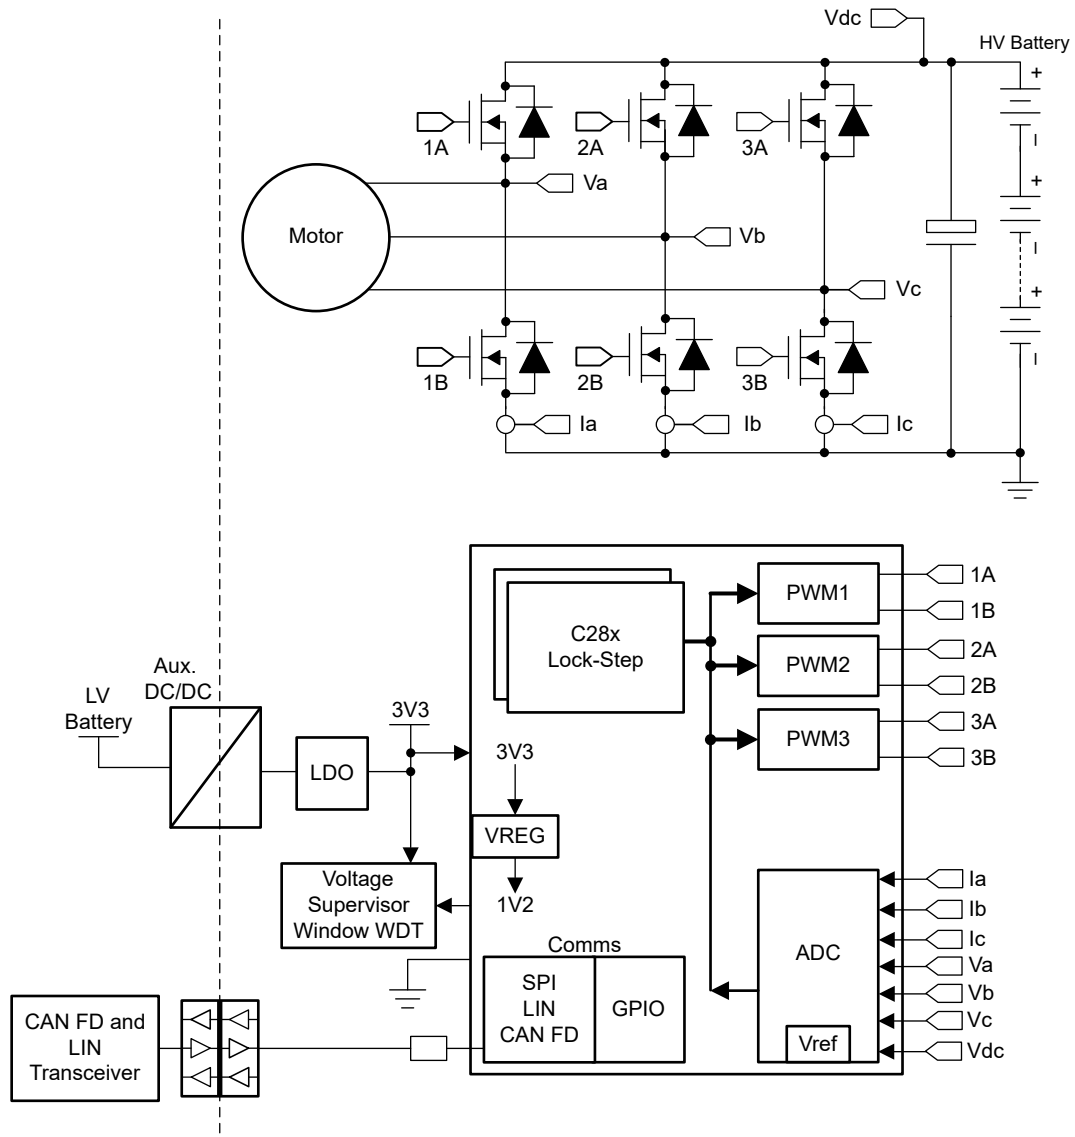 Vdc
HV Battery
+
1A
2A
3A
–
Va
+
Motor
Vb
–
Vc
+
1B
2B
3B
–
Ia
Ib
Ic
C28x
Lock-Step
PWM1
1A
1B
PWM2
2A
2B
PWM3
3A
3B
Aux.
DC/DC
LV
Battery
3V3
LDO
3V3
VREG
1V2
Voltage
Supervisor
Window WDT
ADC
Vref
Ia
Ib
Ic
Va
Vb
Vc
Vdc
Comms
SPI
LIN
CAN FD
GPIO
CAN FD and
LIN
Transceiver